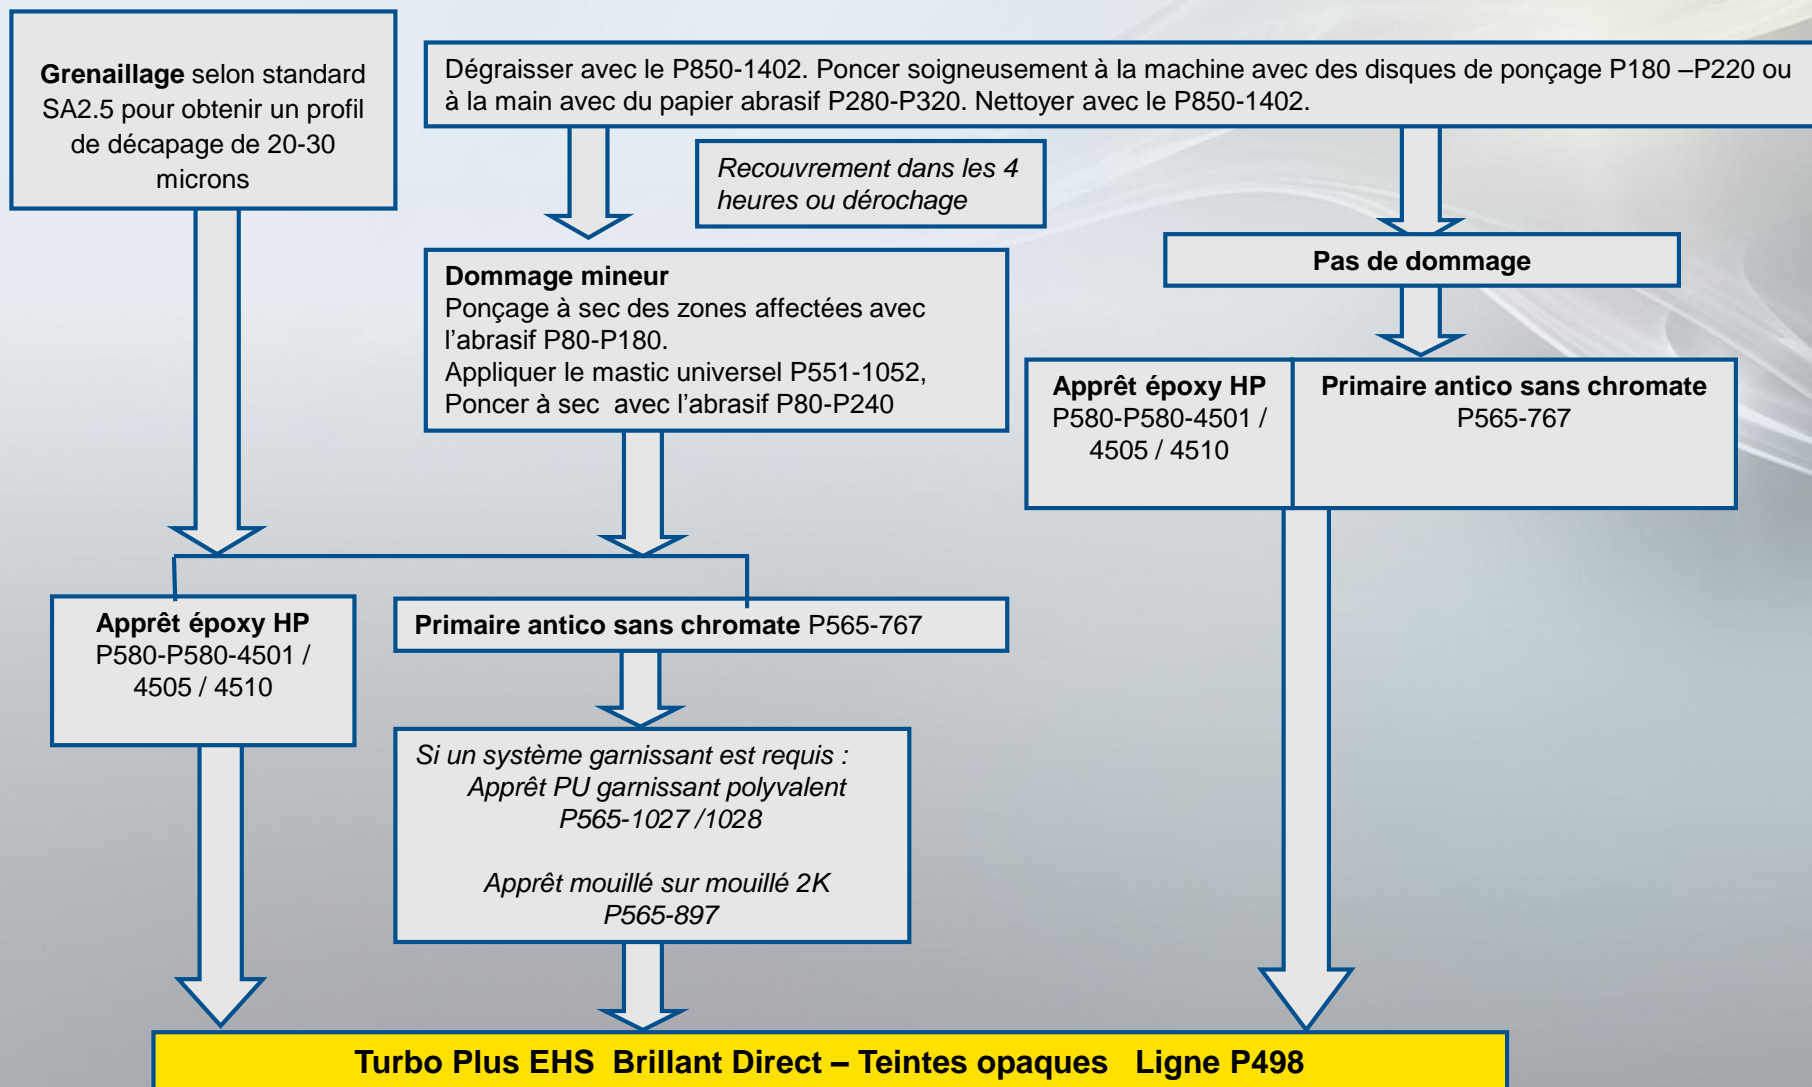 Grenaillage selon standard
SA2.5 pour obtenir un profil
de décapage de 20-30
microns
Dégraisser avec le P850-1402. Poncer soigneusement à la machine avec des disques de ponçage P180 –P220 ou
à la main avec du papier abrasif P280-P320. Nettoyer avec le P850-1402.
Recouvrement dans les 4
heures ou dérochage
Dommage mineur
Ponçage à sec des zones affectées avec
l’abrasif P80-P180.
Appliquer le mastic universel P551-1052,
Poncer à sec  avec l’abrasif P80-P240
Pas de dommage
Apprêt époxy HP
P580-P580-4501 /
4505 / 4510
Primaire antico sans chromate
P565-767
Apprêt époxy HP
P580-P580-4501 /
4505 / 4510
Primaire antico sans chromate P565-767
Si un système garnissant est requis :
Apprêt PU garnissant polyvalent
P565-1027 /1028
Apprêt mouillé sur mouillé 2K
P565-897
Turbo Plus EHS  Brillant Direct – Teintes opaques   Ligne P498